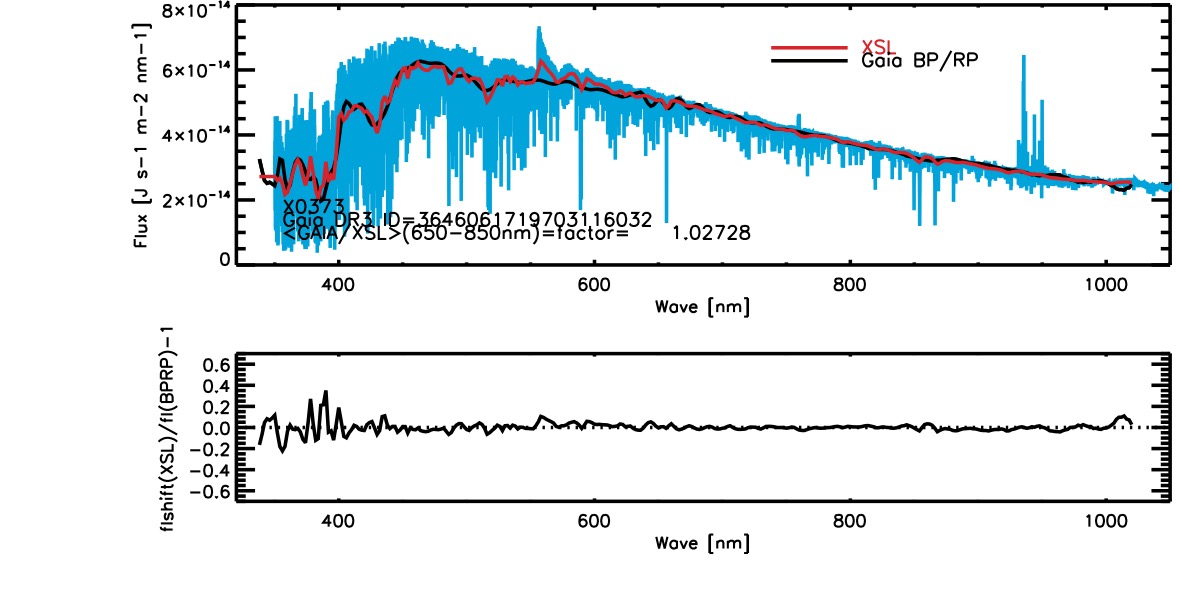 8×10−14
6×10−14
4×10−14
2×10−14
0
Flux [J s−1 m−2 nm−1]
XSL
Gaia BP/RP
X0373
Gaia DR3 ID=3646061719703116032
<GAIA/XSL>(650−850nm)=factor= 1.02728
400 600 800 1000
Wave [nm]
flshift(XSL)/fl(BPRP)−1
0.6
0.4
0.2
0.0
−0.2
−0.4
−0.6
400 600 800 1000
Wave [nm]